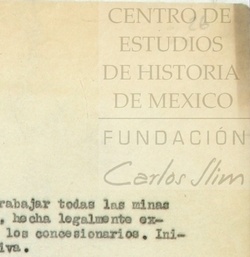 CENTRO DE
ESTUDIOS
DE HISTORIA
DE MEXICO
FUNDACIÓN
Carlos Slim
rabajar todas las minas
, hecha legalmente ex-
los concesionarios. Ini-
iva.